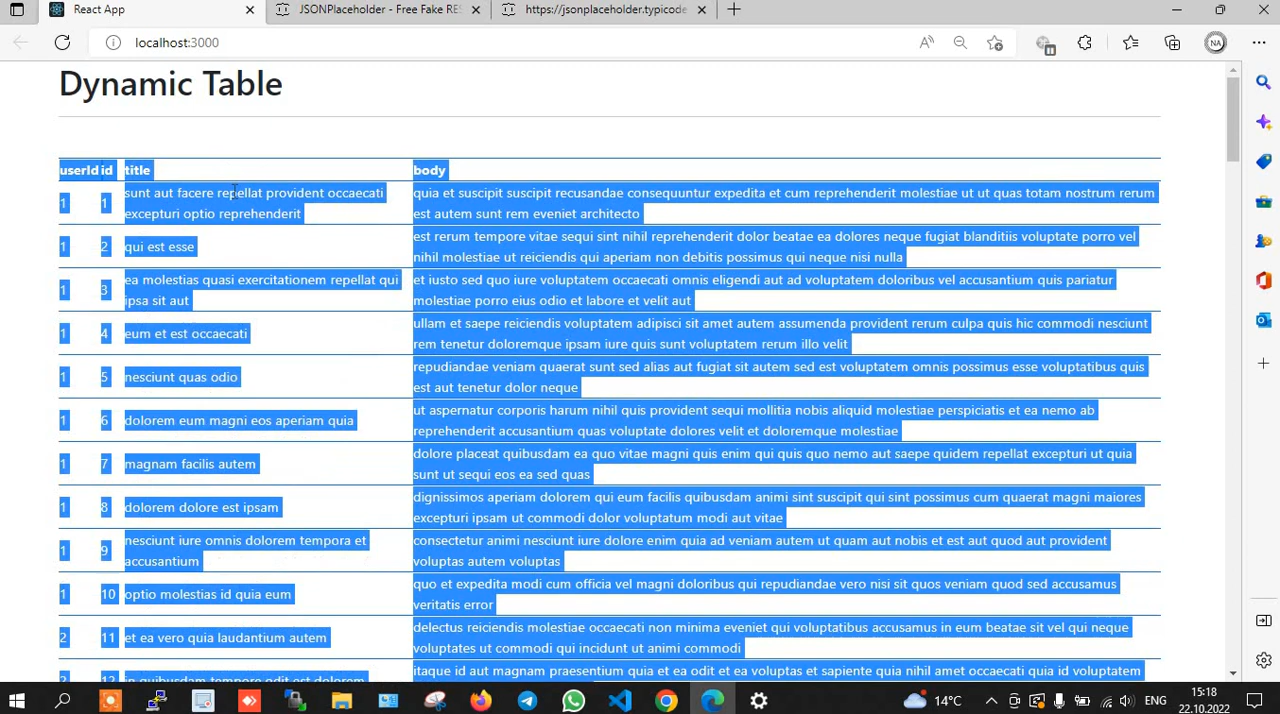 React App
JSONPlaceholder - Free Fake RES
https://jsonplaceholder.typicode
localhost:3000
NA
Dynamic Table
userId id title body
1 1 sunt aut facere repellat provident occaecati quia et suscipit suscipit recusandae consequuntur expedita et cum reprehenderit molestiae ut ut quas totam nostrum rerum
excepturi optio reprehenderit est autem sunt rem eveniet architecto
1 2 qui est esse est rerum tempore vitae sequi sint nihil reprehenderit dolor beatae ea dolores neque fugiat blanditiis voluptate porro vel
nihil molestiae ut reiciendis qui aperiam non debitis possimus qui neque nisi nulla
1 3 ea molestias quasi exercitationem repellat qui et iusto sed quo iure voluptatem occaecati omnis eligendi aut ad voluptatem doloribus vel accusantium quis pariatur
ipsa sit aut molestiae porro eius odio et labore et velit aut
1 4 eum et est occaecati ullam et saepe reiciendis voluptatem adipisci sit amet autem assumenda provident rerum culpa quis hic commodi nesciunt
rem tenetur doloremque ipsam iure quis sunt voluptatem rerum illo velit
1 5 nesciunt quas odio repudiandae veniam quaerat sunt sed alias aut fugiat sit autem sed est voluptatem omnis possimus esse voluptatibus quis
est aut tenetur dolor neque
1 6 dolorem eum magni eos aperiam quia ut aspernatur corporis harum nihil quis provident sequi mollitia nobis aliquid molestiae perspiciatis et ea nemo ab
reprehenderit accusantium quas voluptate dolores velit et doloremque molestiae
1 7 magnam facilis autem dolore placeat quibusdam ea quo vitae magni quis enim qui quis quo nemo aut saepe quidem repellat excepturi ut quia
sunt ut sequi eos ea sed quas
1 8 dolorem dolore est ipsam dignissimos aperiam dolorem qui eum facilis quibusdam animi sint suscipit qui sint possimus cum quaerat magni maiores
excepturi ipsam ut commodi dolor voluptatum modi aut vitae
1 9 nesciunt iure omnis dolorem tempora et consectetur animi nesciunt iure dolore enim quia ad veniam autem ut quam aut nobis et est aut quod aut provident
accusantium voluptas autem voluptas
1 10 optio molestias id quia eum quo et expedita modi cum officia vel magni doloribus qui repudiandae vero nisi sit quos veniam quod sed accusamus
veritatis error
2 11 et ea vero quia laudantium autem delectus reiciendis molestiae occaecati non minima eveniet qui voluptatibus accusamus in eum beatae sit vel qui neque
voluptates ut commodi qui incidunt ut animi commodi
2 12 in quibusdam tempore odit est dolorem itaque id aut magnam praesentium quia et ea odit et ea voluptas et sapiente quia nihil amet occaecati quia id voluptatem
14°C
ENG
15:18
22.10.2022